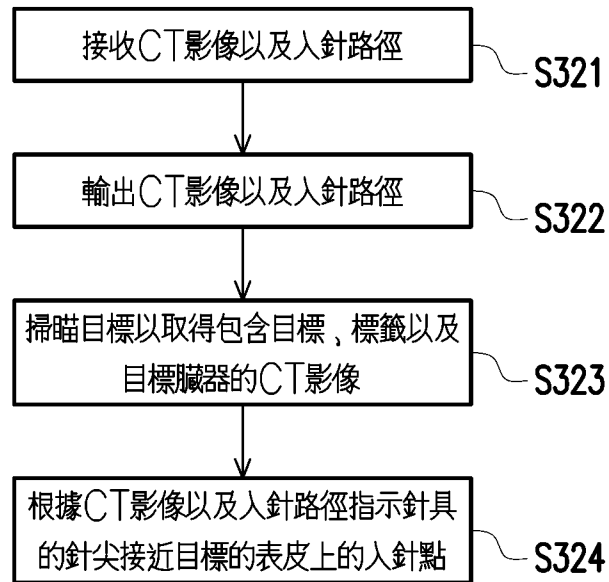 接收CT影像以及入針路徑
S321
輸出CT影像以及入針路徑
S322
掃瞄目標以取得包含目標、標籤以及
目標臟器的CT影像
S323
根據CT影像以及入針路徑指示針具
的針尖接近目標的表皮上的入針點
S324